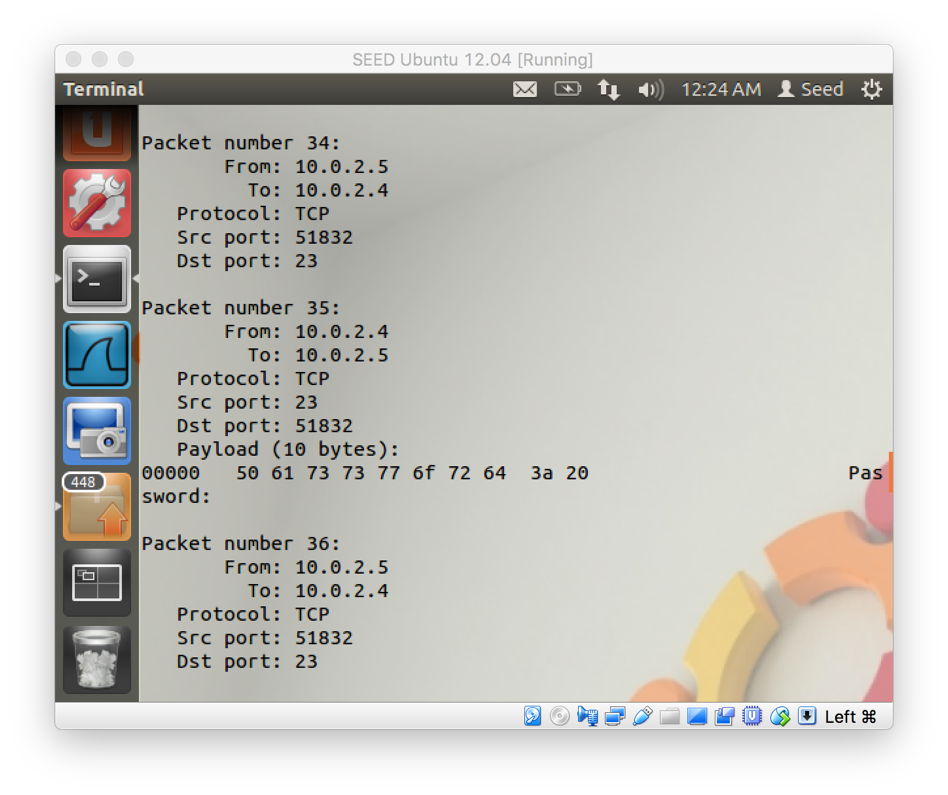 SEED Ubuntu 12.04 [Running]
Terminal 12:24 AM Seed
Packet number 34:
From: 10.0.2.5
To: 10.0.2.4
Protocol: TCP
Src port: 51832
Dst port: 23
Packet number 35:
From: 10.0.2.4
To: 10.0.2.5
Protocol: TCP
Src port: 23
Dst port: 51832
Payload (10 bytes):
00000 50 61 73 73 77 6f 72 64 3a 20 Pas
448
sword:
Packet number 36:
From: 10.0.2.5
To: 10.0.2.4
Protocol: TCP
Src port: 51832
Dst port: 23
Left ⌘